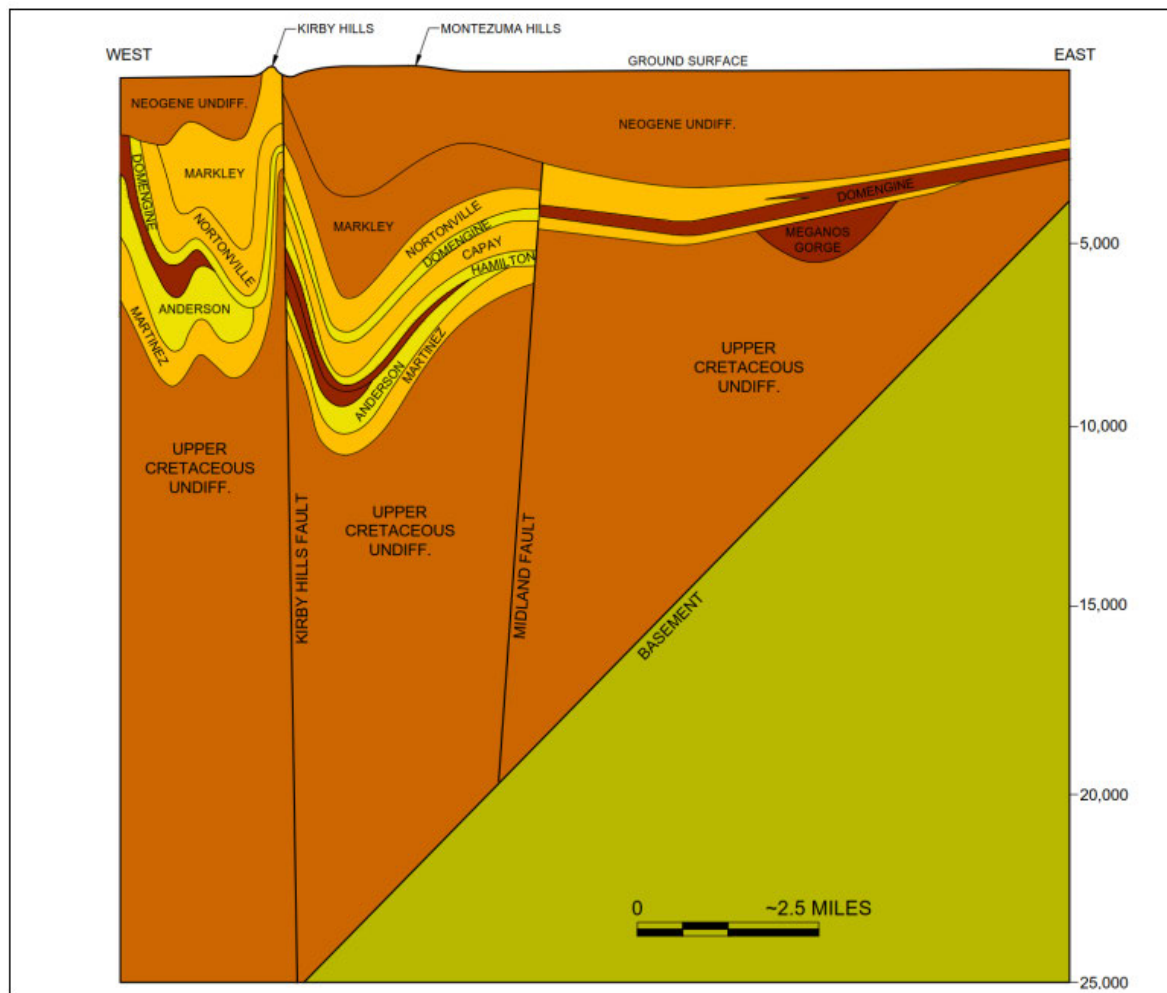 KIRBY HILLS
MONTEZUMA HILLS
WEST
GROUND SURFACE
EAST
NEOGENE UNDIFF.
NEOGENE UNDIFF.
MARKLEY
DOMENGINE
NORTONVILLE
ANDERSON
MARTINEZ
MARKLEY
NORTONVILLE
DOMENGINE
CAPAY
HAMILTON
ANDERSON
MARTINEZ
DOMENGINE
MEGANOS
GORGE
5,000
UPPER
CRETACEOUS
UNDIFF.
10,000
UPPER
CRETACEOUS
UNDIFF.
UPPER
CRETACEOUS
UNDIFF.
KIRBY HILLS FAULT
MIDLAND FAULT
BASEMENT
15,000
20,000
0 ~2.5 MILES
25,000